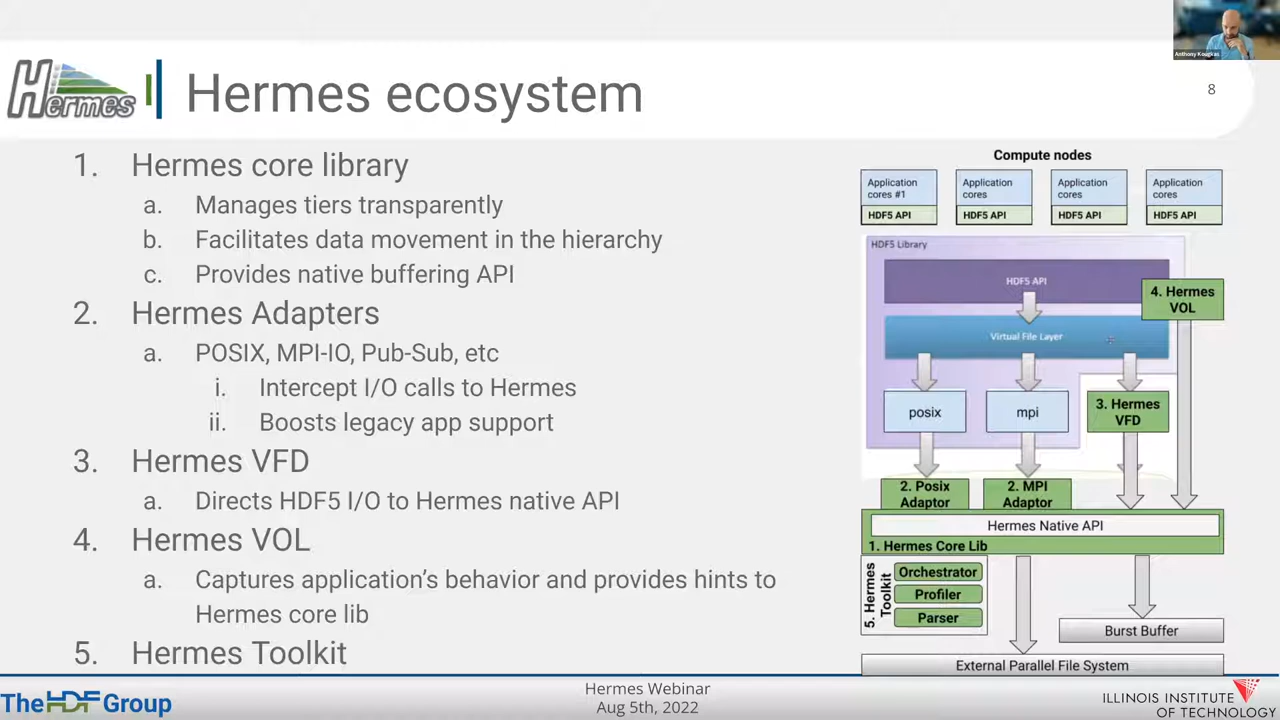 Anthony Kougkas
Hermes
Hermes ecosystem
8
1. Hermes core library
a. Manages tiers transparently
b. Facilitates data movement in the hierarchy
c. Provides native buffering API
2. Hermes Adapters
a. POSIX, MPI-IO, Pub-Sub, etc
i. Intercept I/O calls to Hermes
ii. Boosts legacy app support
3. Hermes VFD
a. Directs HDF5 I/O to Hermes native API
4. Hermes VOL
a. Captures application’s behavior and provides hints to
Hermes core lib
5. Hermes Toolkit
Compute nodes
Application
cores #1
HDF5 API
Application
cores
HDF5 API
Application
cores
HDF5 API
Application
cores
HDF5 API
HDF5 Library
HDF5 API
4. Hermes
VOL
Virtual File Layer
posix
mpi
3. Hermes
VFD
2. Posix
Adaptor
2. MPI
Adaptor
Hermes Native API
1. Hermes Core Lib
5. Hermes
Toolkit
Orchestrator
Profiler
Parser
Burst Buffer
External Parallel File System
The HDF Group
Hermes Webinar
Aug 5th, 2022
ILLINOIS INSTITUTE
OF TECHNOLOGY